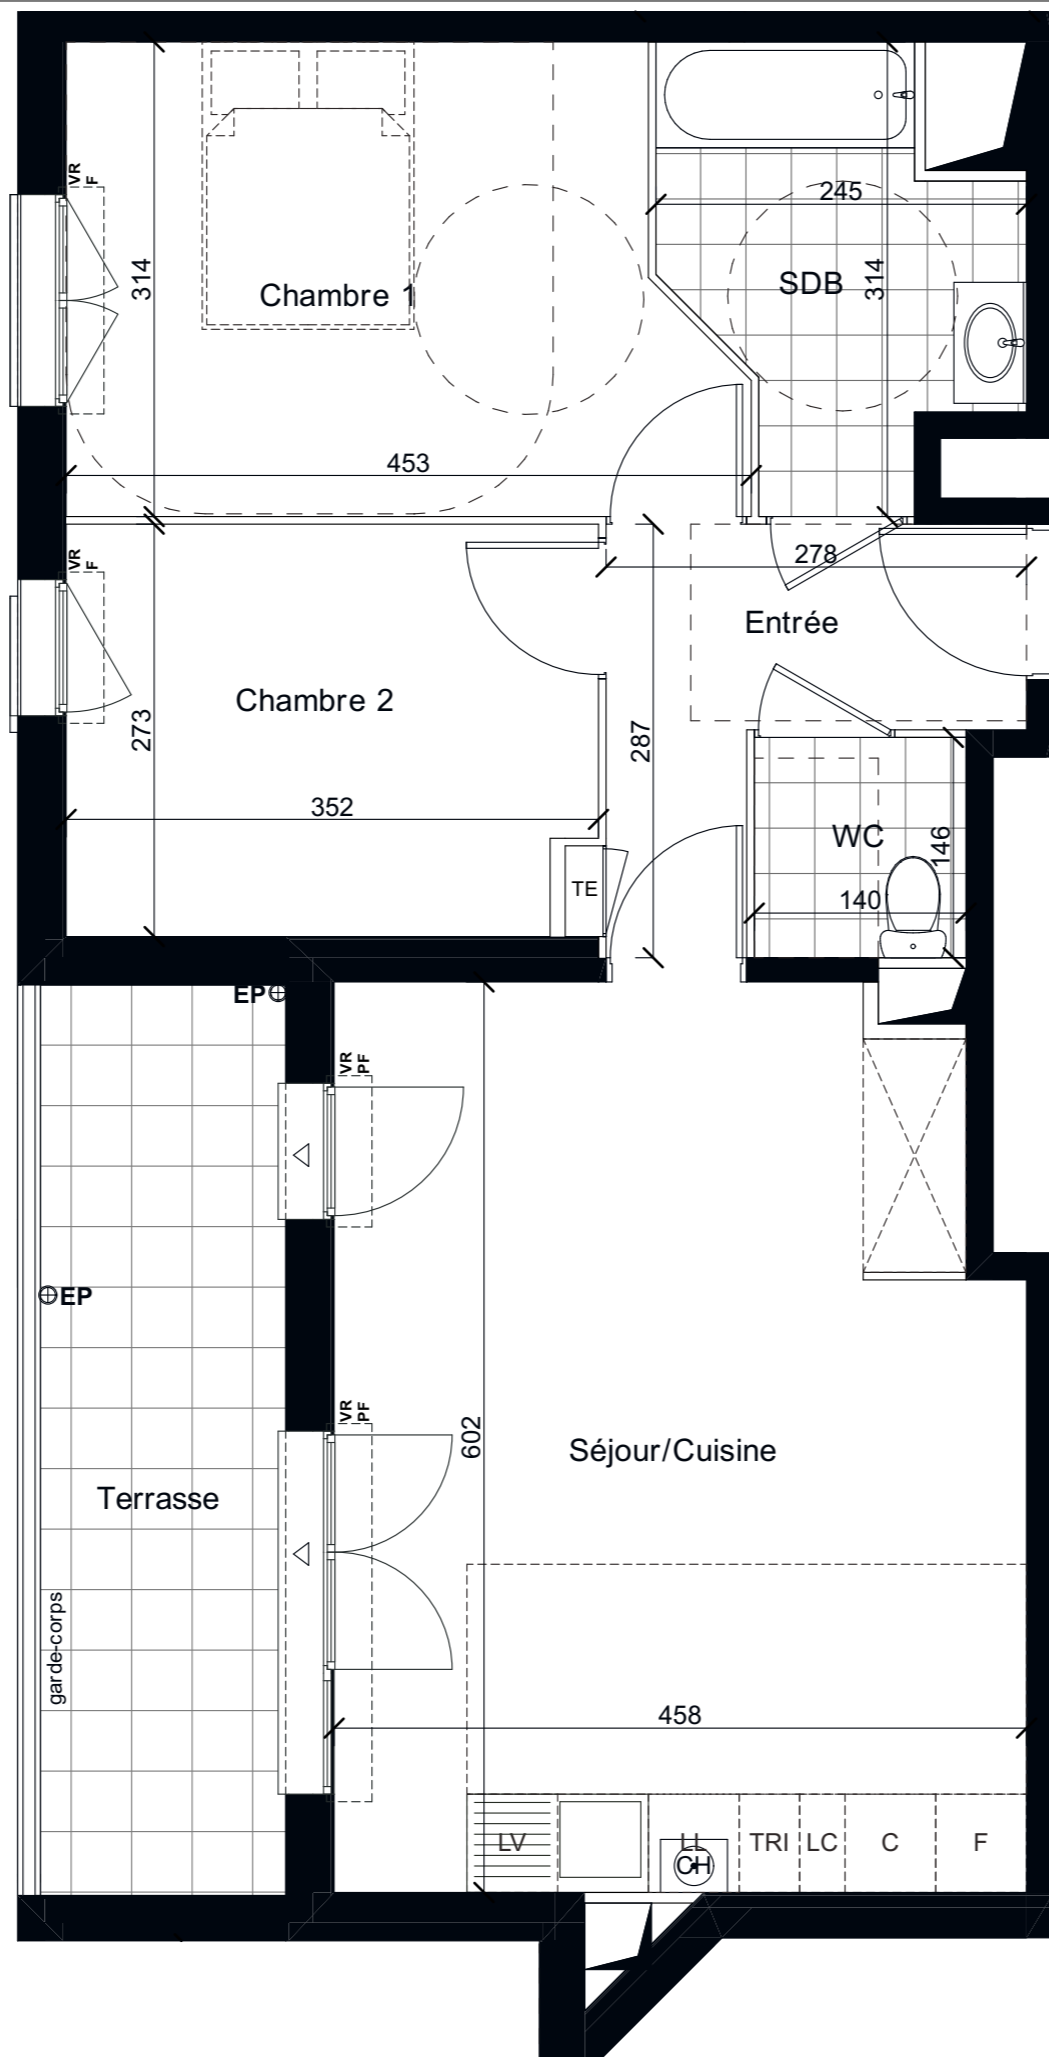 VR
F
245
314
Chambre 1
SDB
314
453
VR
F
278
Entrée
Chambre 2
273
287
352
WC
146
TE
140
EP
VR
PF
EP
VR
PF
602
Séjour/Cuisine
Terrasse
garde-corps
458
LV
LL
CH
TRI
LC
C
F